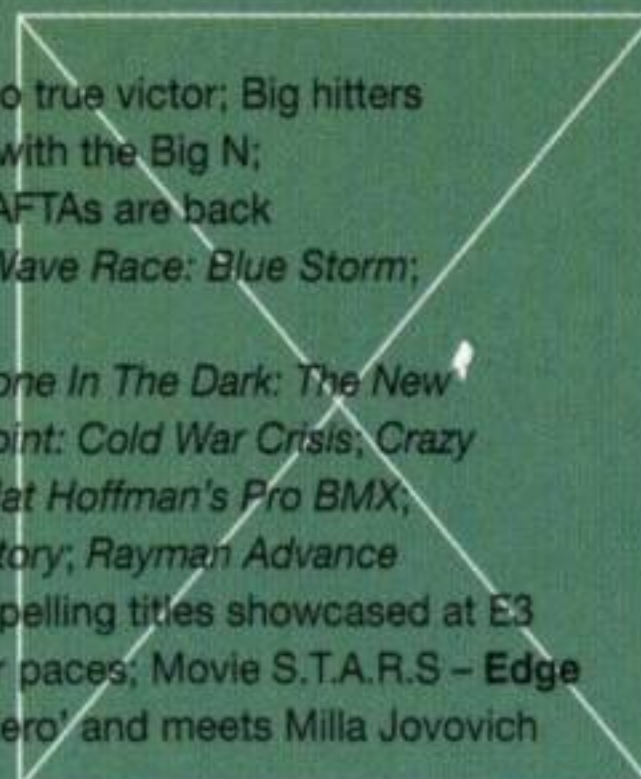 o true victor; Big hitters
with the Big N;
AFTAs are back
Wave Race: Blue Storm;
one In The Dark: The New
oint: Cold War Crisis; Crazy
at Hoffman's Pro BMX;
tory; Rayman Advance
pelling titles showcased at E3
r paces; Movie S.T.A.R.S – Edge
ero' and meets Milla Jovovich